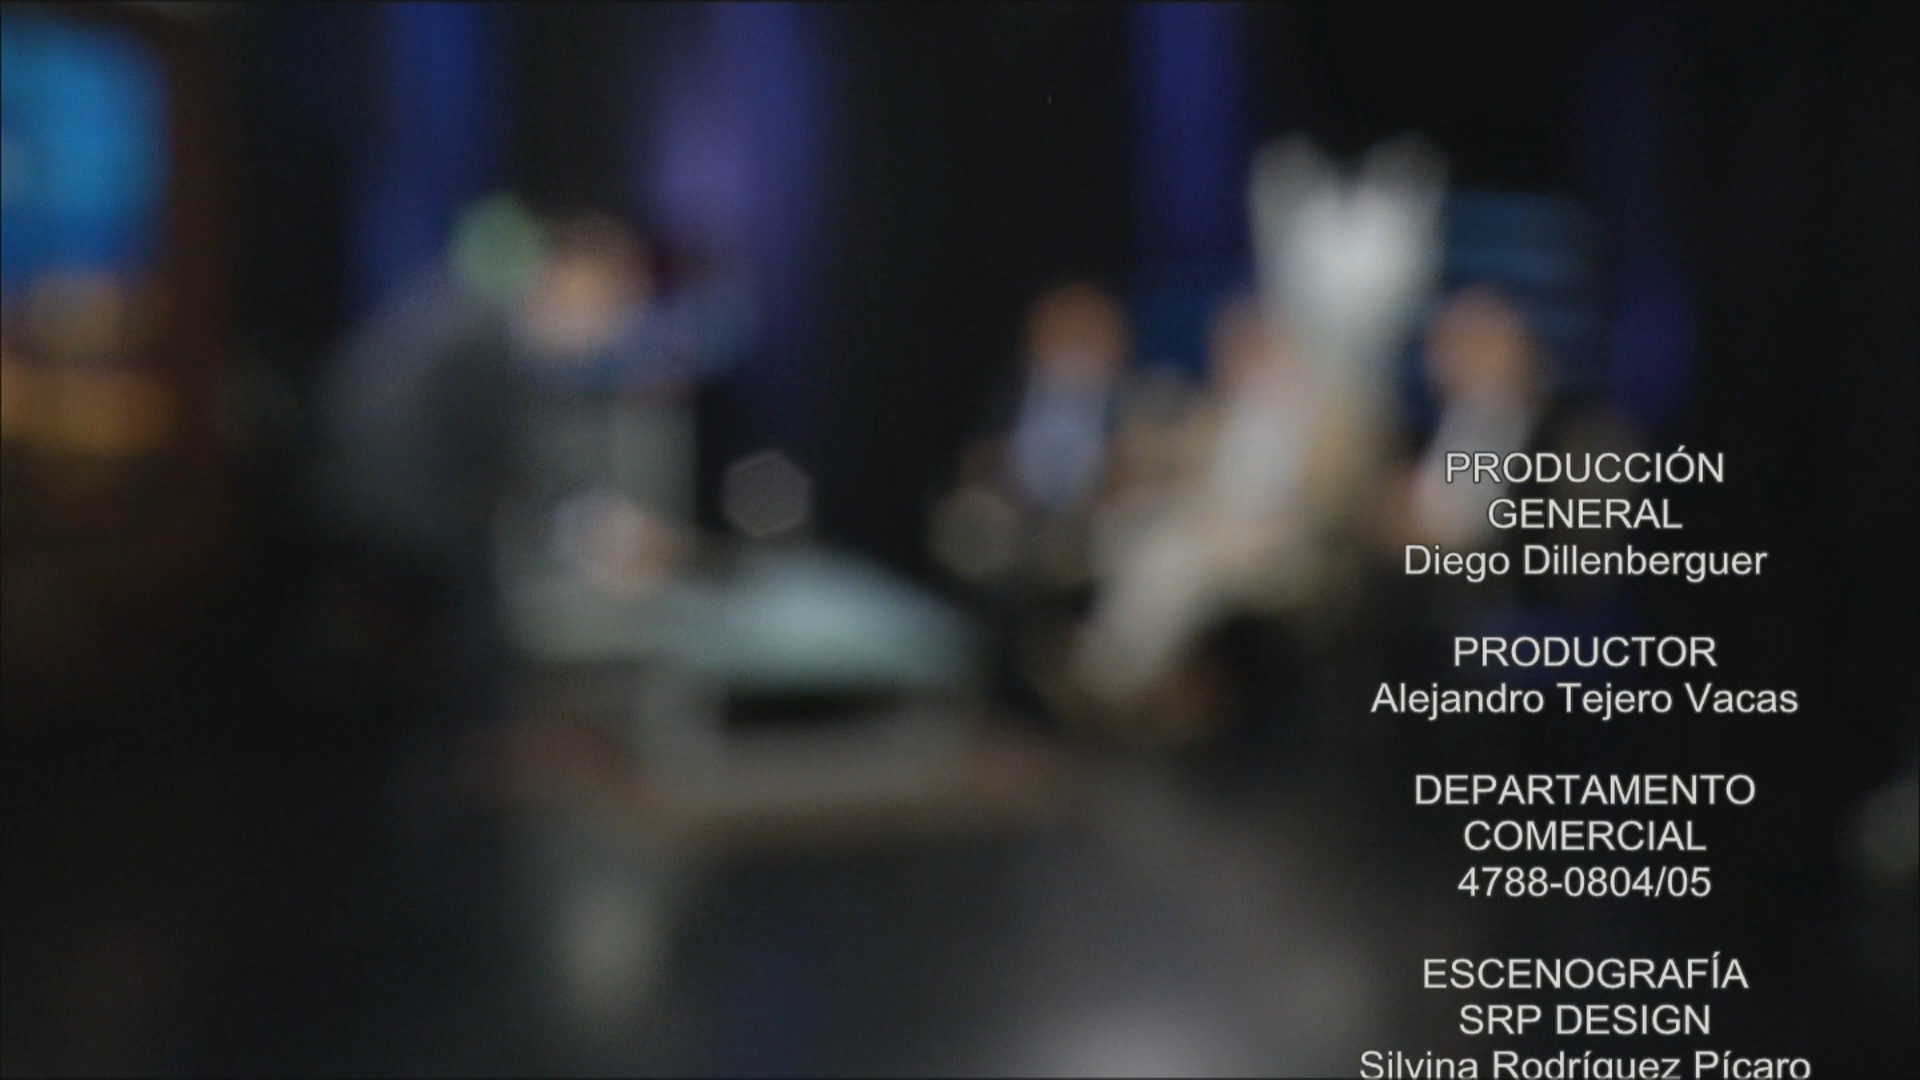 PRODUCCIÓN
GENERAL
Diego Dillenberguer
PRODUCTOR
Alejandro Tejero Vacas
DEPARTAMENTO
COMERCIAL
4788-0804/05
ESCENOGRAFÍA
SRP DESIGN
Silvina Rodríguez Pícaro